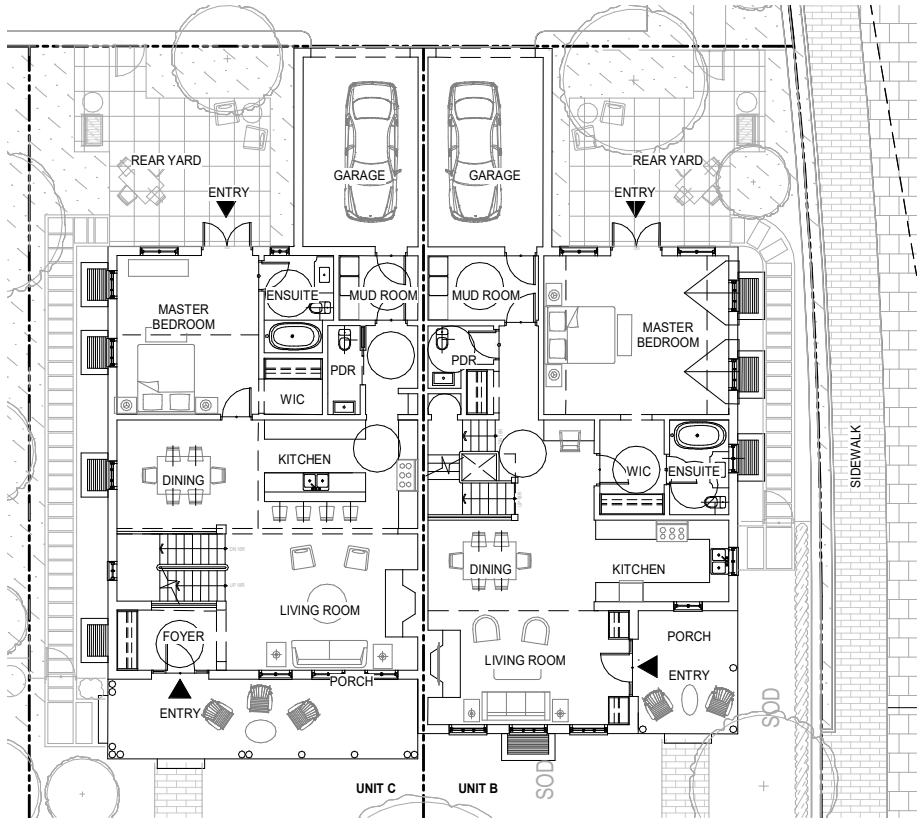 REAR YARD
ENTRY
GARAGE
GARAGE
REAR YARD
ENTRY
ENSUITE
MUD ROOM
MUD ROOM
MASTER
BEDROOM
MASTER
BEDROOM
PDR
PDR
WIC
KITCHEN
DINING
WIC
ENSUITE
SIDEWALK
DINING
KITCHEN
LIVING ROOM
FOYER
PORCH
LIVING ROOM
PORCH
ENTRY
ENTRY
SOD
SOD
UNIT C
UNIT B